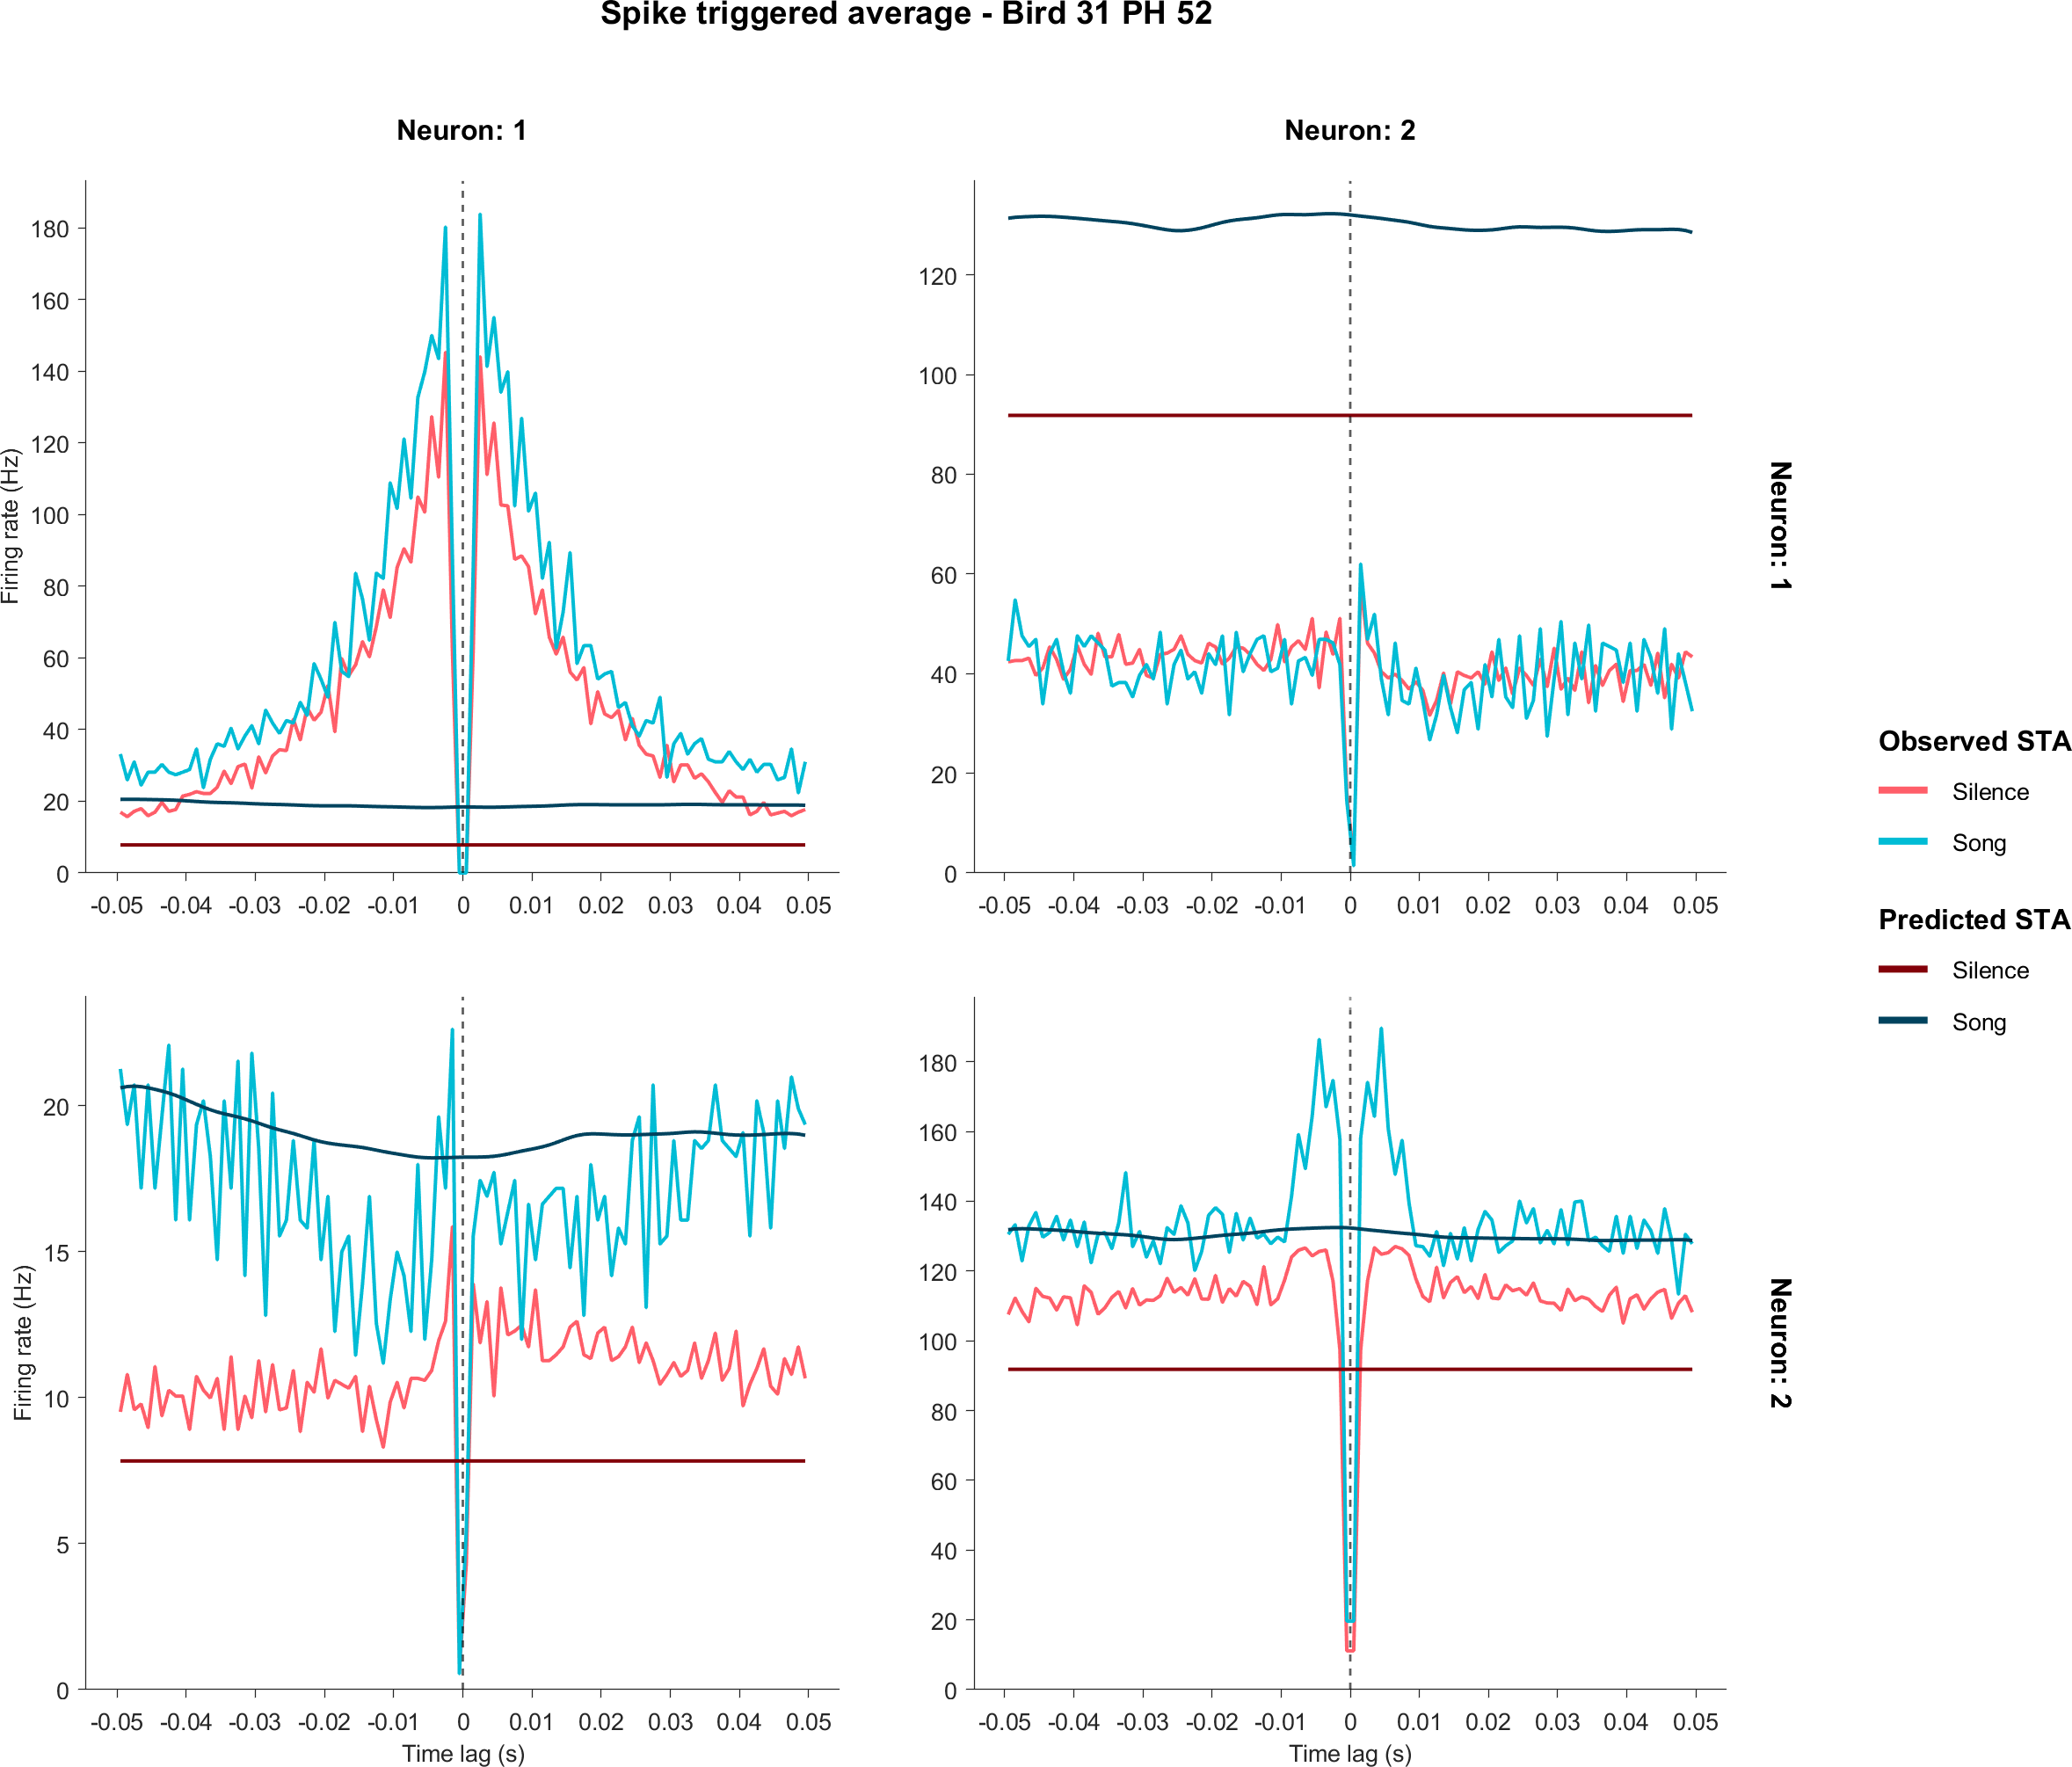 Spike triggered average - Bird 31 PH 52
Neuron: 1
Neuron: 2
Firing rate (Hz)
180
160
140
120
100
80
60
40
20
0
-0.05 -0.04 -0.03 -0.02 -0.01 0 0.01 0.02 0.03 0.04 0.05
120
100
80
60
40
20
0
-0.05 -0.04 -0.03 -0.02 -0.01 0 0.01 0.02 0.03 0.04 0.05
Neuron: 1
Firing rate (Hz)
20
15
10
5
0
-0.05 -0.04 -0.03 -0.02 -0.01 0 0.01 0.02 0.03 0.04 0.05
Time lag (s)
180
160
140
120
100
80
60
40
20
0
-0.05 -0.04 -0.03 -0.02 -0.01 0 0.01 0.02 0.03 0.04 0.05
Time lag (s)
Neuron: 2
Observed STA
Silence
Song
Predicted STA
Silence
Song